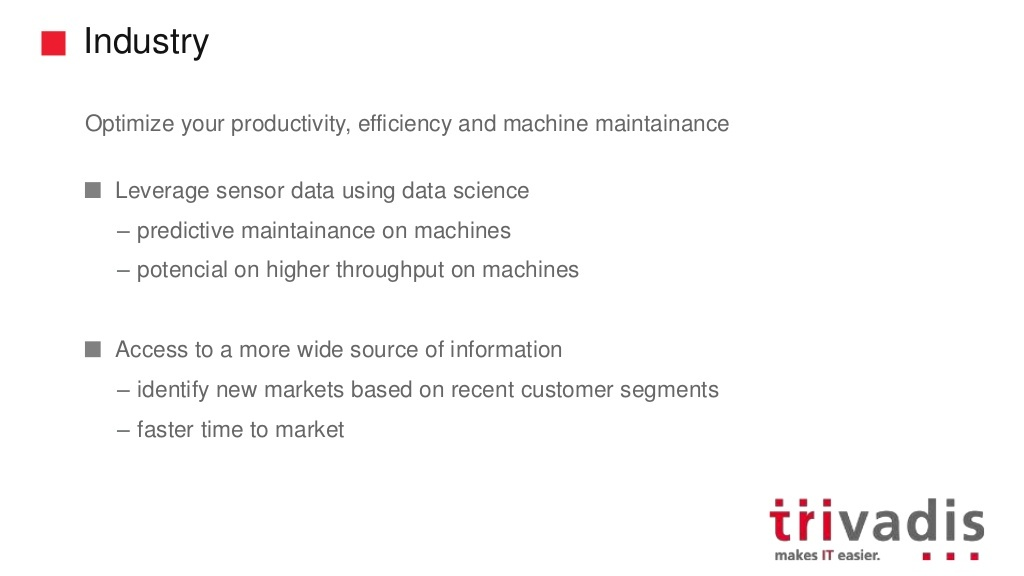 Industry
Optimize your productivity, efficiency and machine maintainance
Leverage sensor data using data science
– predictive maintainance on machines
– potencial on higher throughput on machines
Access to a more wide source of information
– identify new markets based on recent customer segments
– faster time to market
trivadis
makes IT easier.